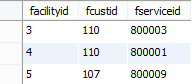 facilityid fcustid fserviceid
3 110 800003
4 110 800001
5 107 800009